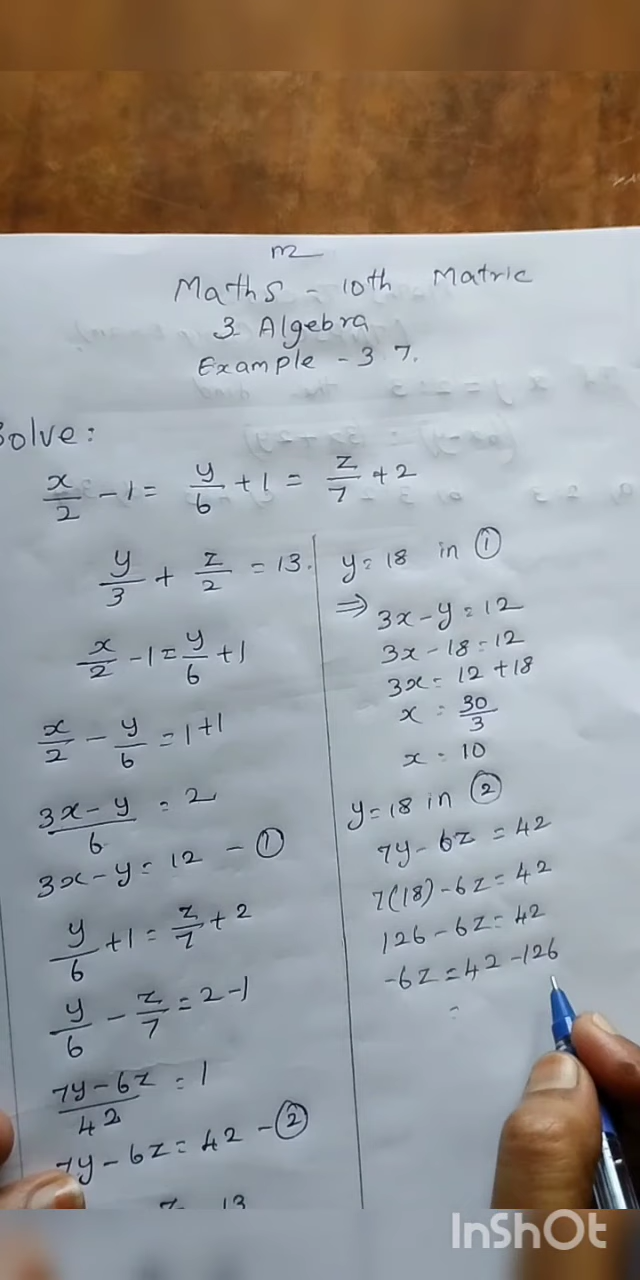 m2
Maths - 10th Matric
3. Algebra
Example - 3.7.
Solve:
x/2 - 1 = y/6 + 1 = z/7 + 2
y/3 + z/2 = 13.
x/2 - 1 = y/6 + 1
x/2 - y/6 = 1+1
3x - y/6 = 2
3x - y = 12 - ①
y/6 + 1 = z/7 + 2
y/6 - z/7 = 2 - 1
7y - 6z/42 = 1
7y - 6z = 42 - ②
z 13
y = 18 in ①
⇒ 3x - y = 12
3x - 18 = 12
3x = 12 + 18
x = 30/3
x = 10
y = 18 in ②
7y - 6z = 42
7(18) - 6z = 42
126 - 6z = 42
-6z = 42 - 126
=
InShOt